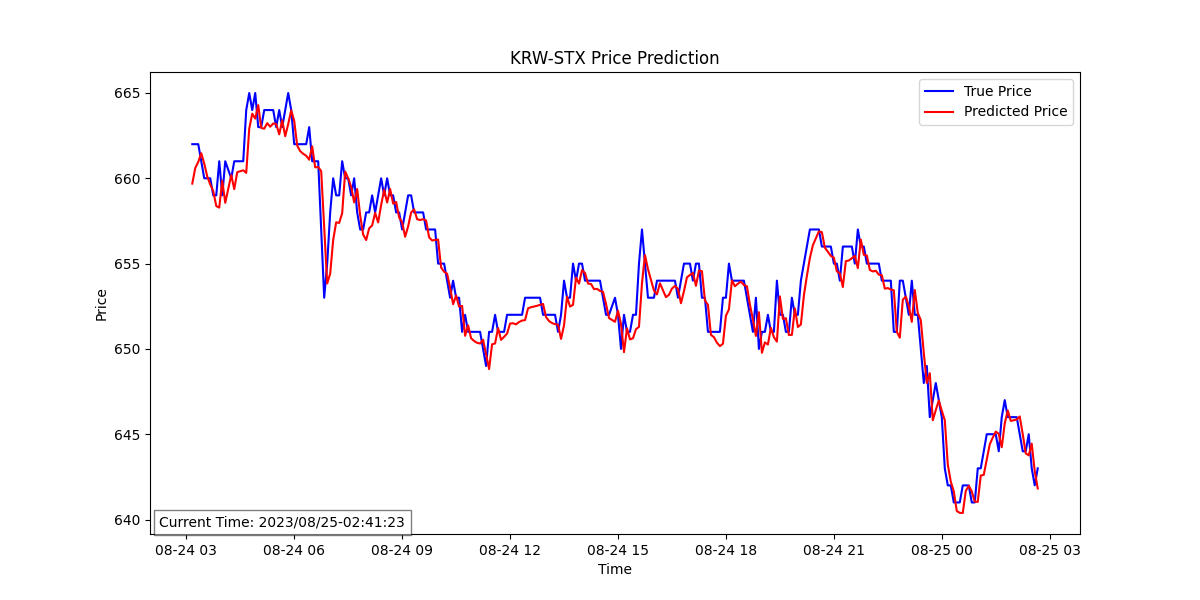 KRW-STX Price Prediction
True Price
Predicted Price
Price
665
660
655
650
645
640
Current Time: 2023/08/25-02:41:23
08-24 03
08-24 06
08-24 09
08-24 12
08-24 15
08-24 18
08-24 21
08-25 00
08-25 03
Time